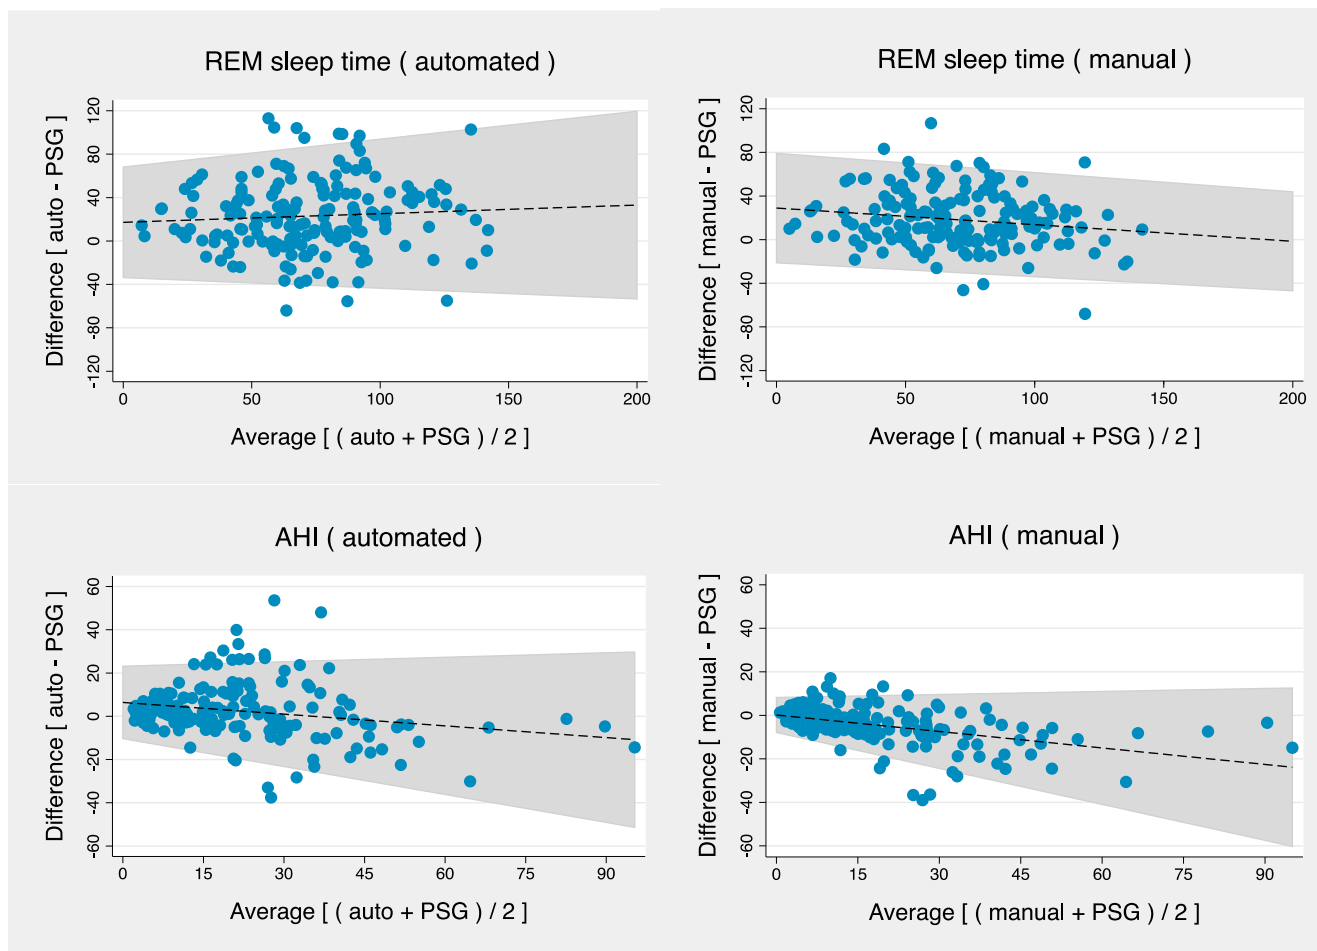 REM sleep time ( automated )
Difference [ auto - PSG ]
120
80
40
0
-40
-80
-120
0 50 100 150 200
Average [ ( auto + PSG ) / 2 ]
REM sleep time ( manual )
Difference [ manual - PSG ]
120
80
40
0
-40
-80
-120
0 50 100 150 200
Average [ ( manual + PSG ) / 2 ]
AHI ( automated )
Difference [ auto - PSG ]
60
40
20
0
-20
-40
-60
0 15 30 45 60 75 90
Average [ ( auto + PSG ) / 2 ]
AHI ( manual )
Difference [ manual - PSG ]
60
40
20
0
-20
-40
-60
0 15 30 45 60 75 90
Average [ ( manual + PSG ) / 2 ]